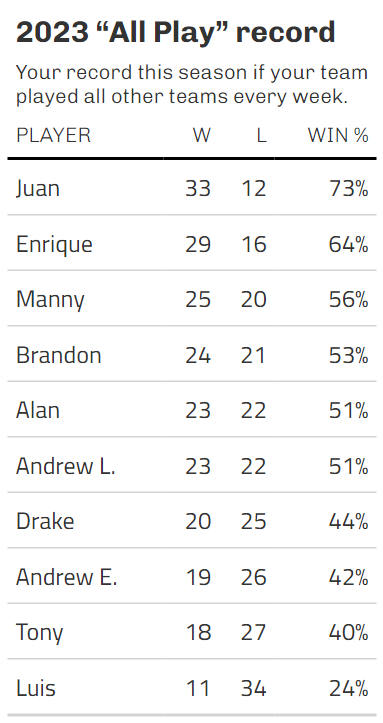 2023 “All Play” record
Your record this season if your team
played all other teams every week.
PLAYER W L WIN %
Juan 33 12 73%
Enrique 29 16 64%
Manny 25 20 56%
Brandon 24 21 53%
Alan 23 22 51%
Andrew L. 23 22 51%
Drake 20 25 44%
Andrew E. 19 26 42%
Tony 18 27 40%
Luis 11 34 24%